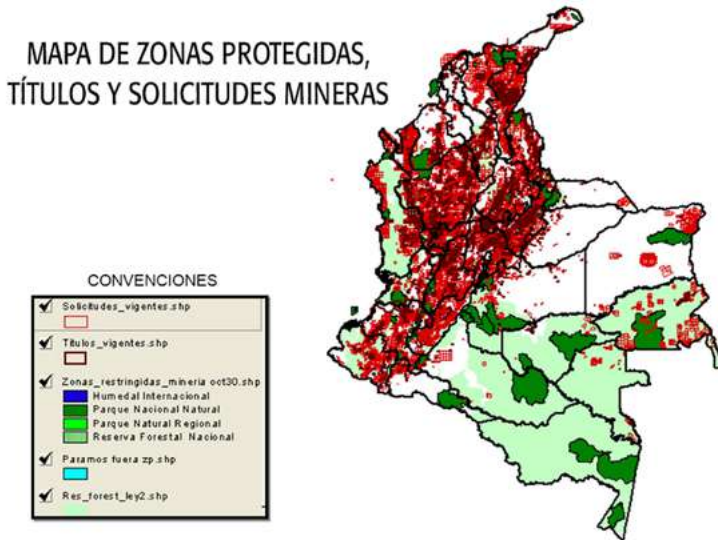 MAPA DE ZONAS PROTEGIDAS,
TÍTULOS Y SOLICITUDES MINERAS
CONVENCIONES
Solicitudes_vigentes.shp
Títulos_vigentes.shp
Zonas_restringidas_mineria oct30.shp
Humedal Internacional
Parque Nacional Natural
Parque Natural Regional
Reserva Forestal Nacional
Paramos fuera zp.shp
Res_forest_ley2.shp